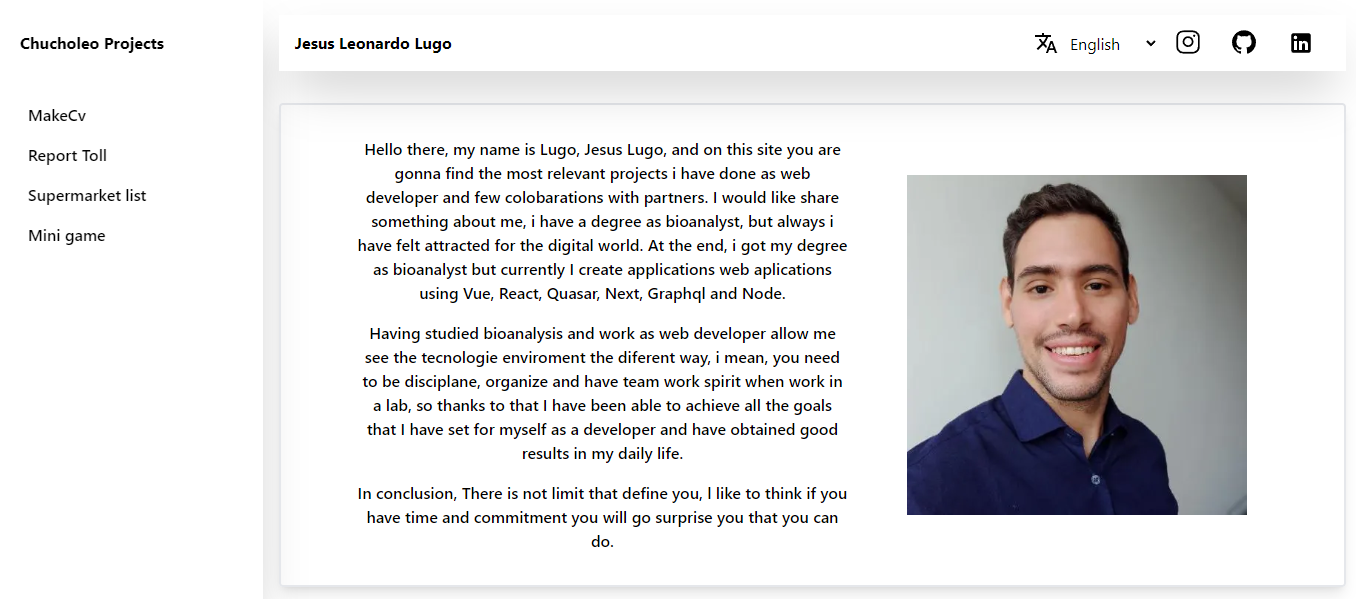 Chucholeo Projects
MakeCv
Report Toll
Supermarket list
Mini game
Jesus Leonardo Lugo
English
Hello there, my name is Lugo, Jesus Lugo, and on this site you are
gonna find the most relevant projects i have done as web
developer and few colobarations with partners. I would like share
something about me, i have a degree as bioanalyst, but always i
have felt attracted for the digital world. At the end, i got my degree
as bioanalyst but currently I create applications web aplications
using Vue, React, Quasar, Next, Graphql and Node.
Having studied bioanalysis and work as web developer allow me
see the tecnologie enviroment the diferent way, i mean, you need
to be disciplane, organize and have team work spirit when work in
a lab, so thanks to that I have been able to achieve all the goals
that I have set for myself as a developer and have obtained good
results in my daily life.
In conclusion, There is not limit that define you, I like to think if you
have time and commitment you will go surprise you that you can
do.